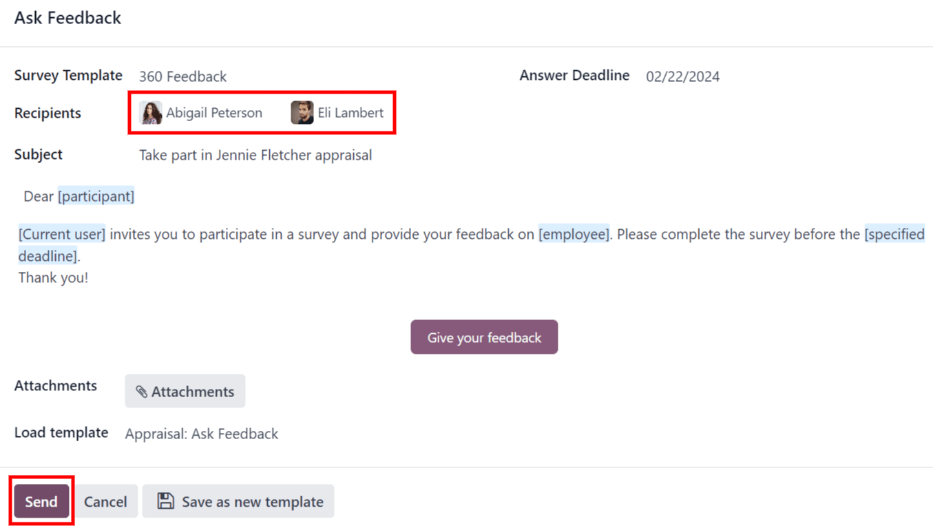 Ask Feedback
Survey Template 360 Feedback Answer Deadline 02/22/2024
Recipients Abigail Peterson Eli Lambert
Subject Take part in Jennie Fletcher appraisal
Dear [participant]
[Current user] invites you to participate in a survey and provide your feedback on [employee]. Please complete the survey before the [specified
deadline].
Thank you!
Give your feedback
Attachments Attachments
Load template Appraisal: Ask Feedback
Send Cancel Save as new template